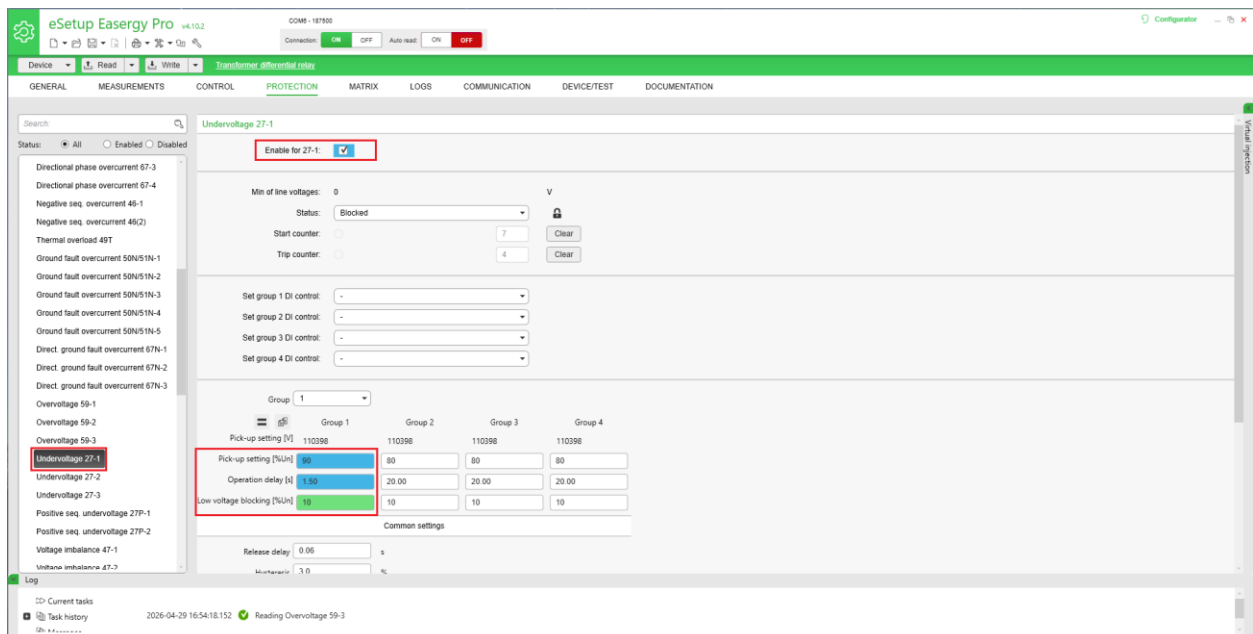 eSetup Easergy Pro v4.10.2
COM6 - 187500
Connection: ON OFF Auto read: ON OFF
Configurator
Device Read Write Transformer differential relay
GENERAL MEASUREMENTS CONTROL PROTECTION MATRIX LOGS COMMUNICATION DEVICE/TEST DOCUMENTATION
Search:
Status: All Enabled Disabled
Directional phase overcurrent 67-3
Directional phase overcurrent 67-4
Negative seq. overcurrent 46-1
Negative seq. overcurrent 46(2)
Thermal overload 49T
Ground fault overcurrent 50N/51N-1
Ground fault overcurrent 50N/51N-2
Ground fault overcurrent 50N/51N-3
Ground fault overcurrent 50N/51N-4
Ground fault overcurrent 50N/51N-5
Direct. ground fault overcurrent 67N-1
Direct. ground fault overcurrent 67N-2
Direct. ground fault overcurrent 67N-3
Overvoltage 59-1
Overvoltage 59-2
Overvoltage 59-3
Undervoltage 27-1
Undervoltage 27-2
Undervoltage 27-3
Positive seq. undervoltage 27P-1
Positive seq. undervoltage 27P-2
Voltage imbalance 47-1
Voltage imbalance 47-2
Undervoltage 27-1
Enable for 27-1:
Min of line voltages: 0 V
Status: Blocked
Start counter: 7 Clear
Trip counter: 4 Clear
Set group 1 DI control: -
Set group 2 DI control: -
Set group 3 DI control: -
Set group 4 DI control: -
Group 1
Group 1 Group 2 Group 3 Group 4
Pick-up setting [V] 110398 110398 110398 110398
Pick-up setting [%Un] 90 80 80 80
Operation delay [s] 1.50 20.00 20.00 20.00
Low voltage blocking [%Un] 10 10 10 10
Common settings
Release delay 0.06 s
Hysteresis 3.0 %
Virtual injection
Log
Current tasks
Task history
Messages
2026-04-29 16:54:18.152 Reading Overvoltage 59-3